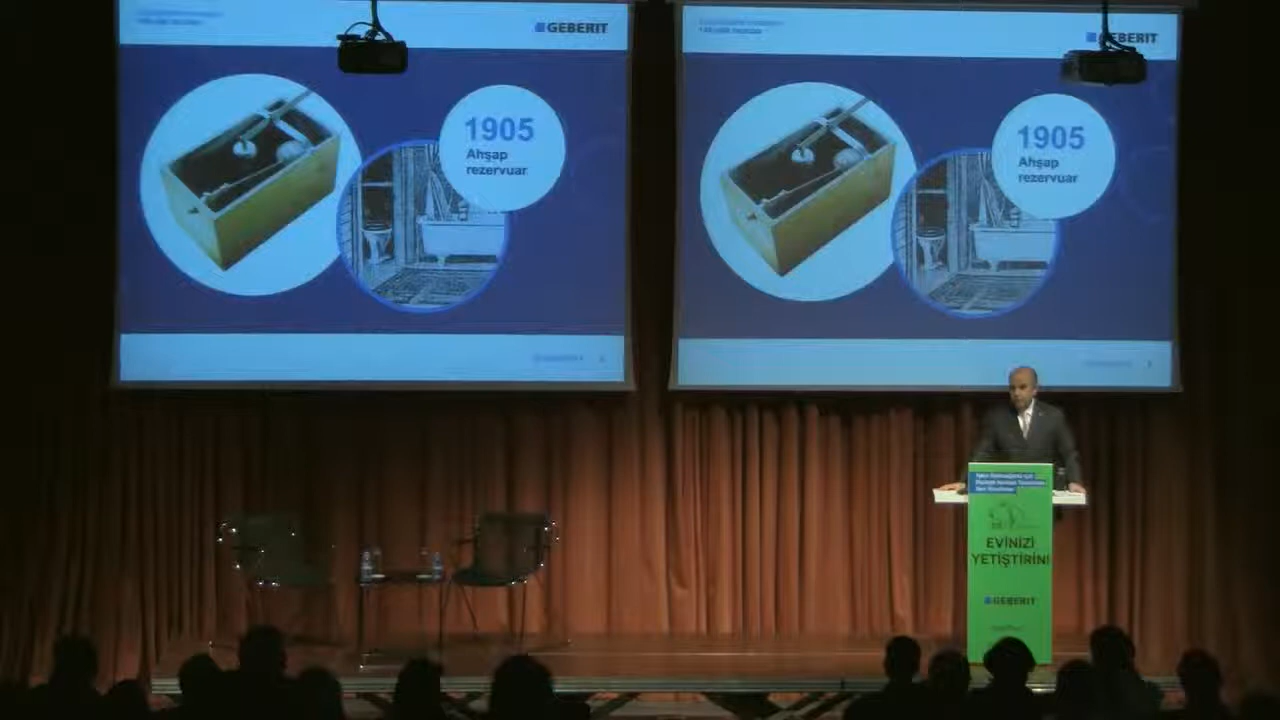 GEBERIT
1905
Ahşap
rezervuar
GEBERIT
1905
Ahşap
rezervuar
EVİNİZİ
YETİŞTİRİN!
GEBERIT